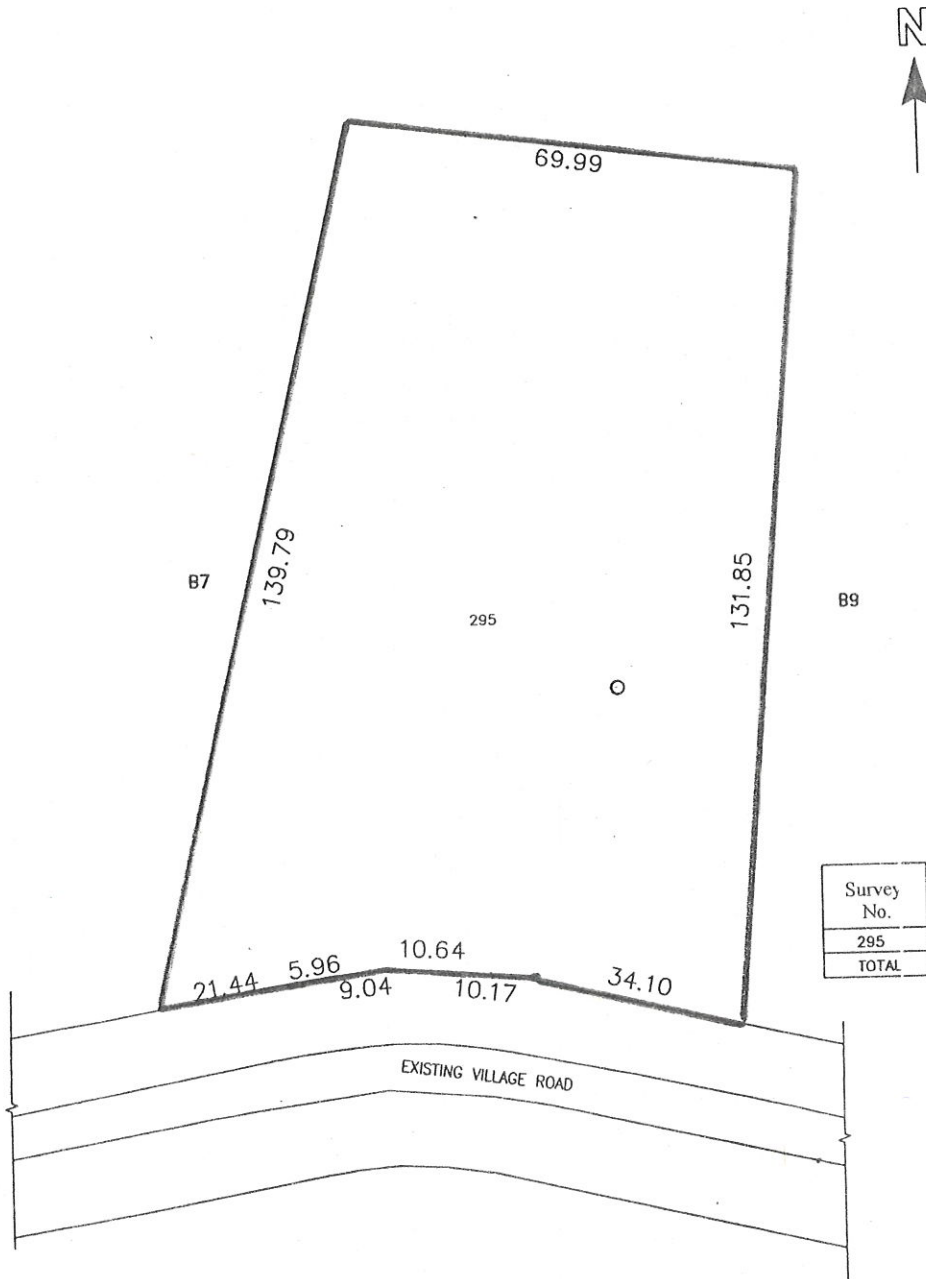 N
69.99
139.79
B7
295
131.85
B9
Survey
No.
295
TOTAL
21.44
5.96
9.04
10.64
10.17
34.10
EXISTING VILLAGE ROAD